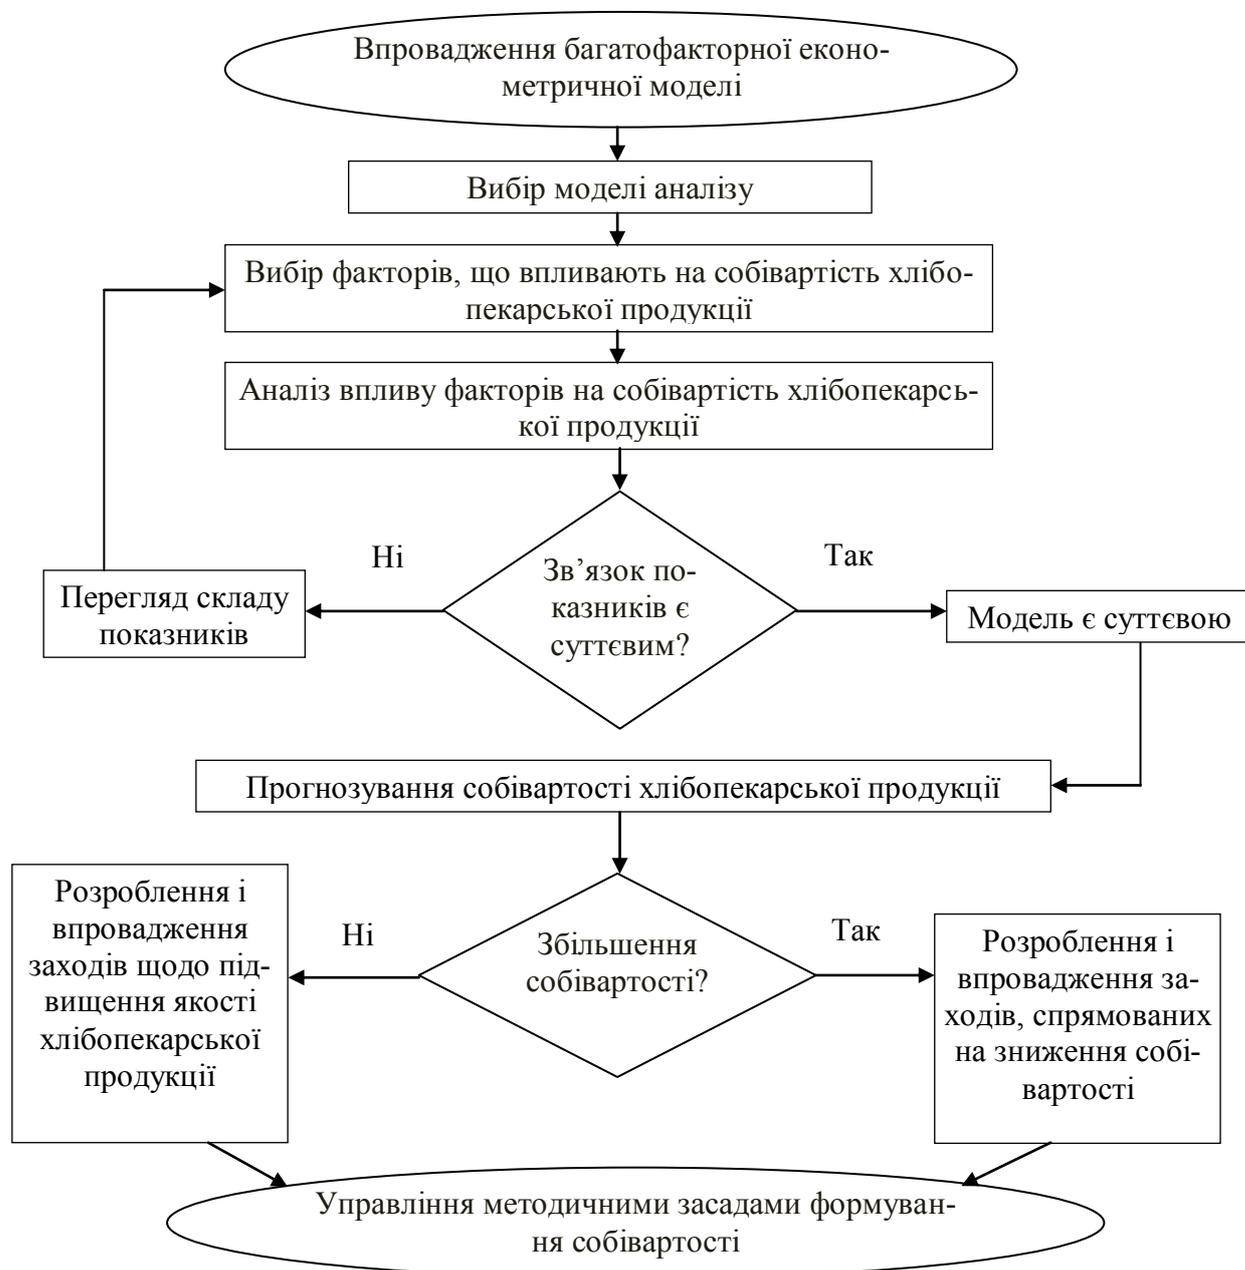 Впровадження багатофакторної еконо-
метричної моделі
Вибір моделі аналізу
Вибір факторів, що впливають на собівартість хлібо-
пекарської продукції
Аналіз впливу факторів на собівартість хлібопекарсь-
кої продукції
Ні
Так
Зв’язок по-
казників є
суттєвим?
Перегляд складу
показників
Модель є суттєвою
Прогнозування собівартості хлібопекарської продукції
Розроблення і
впровадження
заходів щодо під-
вищення якості
хлібопекарської
продукції
Ні
Збільшення
собівартості?
Так
Розроблення і
впровадження за-
ходів, спрямованих
на зниження собі-
вартості
Управління методичними засадами формуван-
ня собівартості